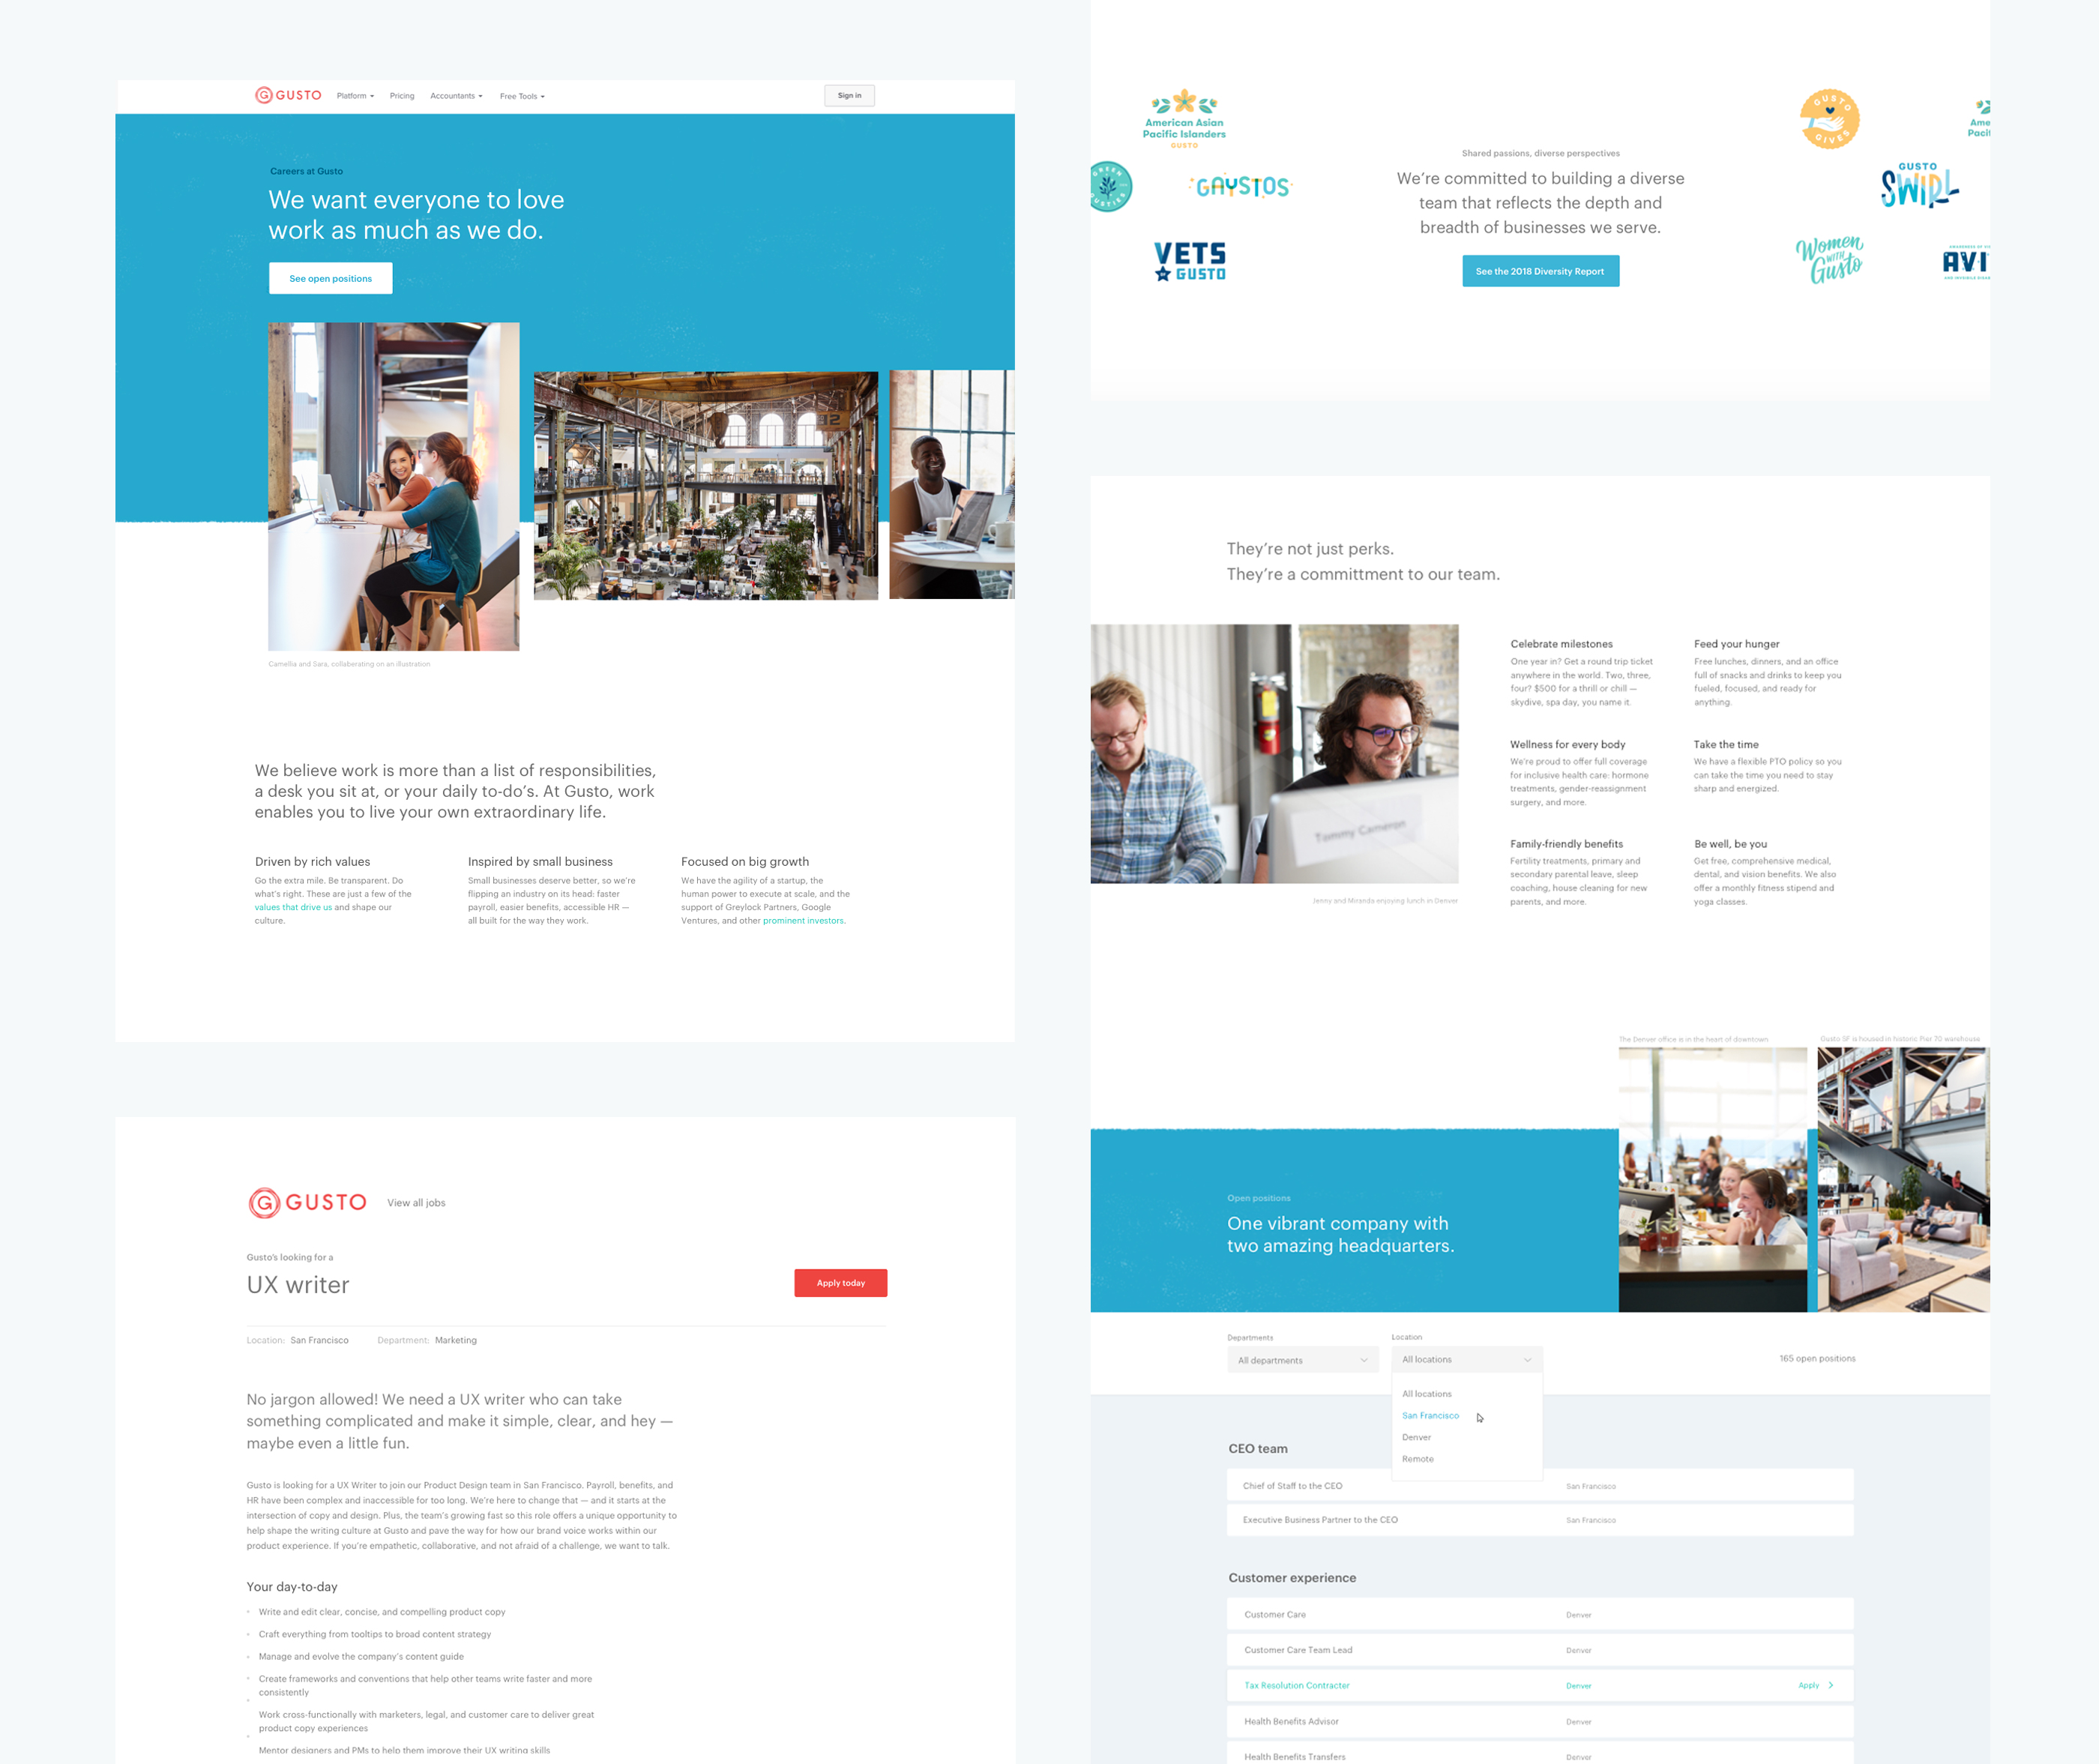 GUSTO
Platform
Pricing
Accountants
Free Tools
Sign in
Careers at Gusto
We want everyone to love
work as much as we do.
See open positions
Camellia and Sara, collaberating on an illustration
We believe work is more than a list of responsibilities,
a desk you sit at, or your daily to-do's. At Gusto, work
enables you to live your own extraordinary life.
Driven by rich values
Go the extra mile. Be transparent. Do
what's right. These are just a few of the
values that drive us and shape our
culture.
Inspired by small business
Small businesses deserve better, so we're
flipping an industry on its head: faster
payroll, easier benefits, accessible HR —
all built for the way they work.
Focused on big growth
We have the agility of a startup, the
human power to execute at scale, and the
support of Greylock Partners, Google
Ventures, and other prominent investors.
GUSTO
View all jobs
Gusto's looking for a
UX writer
Apply today
Location: San Francisco
Department: Marketing
No jargon allowed! We need a UX writer who can take
something complicated and make it simple, clear, and hey —
maybe even a little fun.
Gusto is looking for a UX Writer to join our Product Design team in San Francisco. Payroll, benefits, and
HR have been complex and inaccessible for too long. We're here to change that — and it starts at the
intersection of copy and design. Plus, the team's growing fast so this role offers a unique opportunity to
help shape the writing culture at Gusto and pave the way for how our brand voice works within our
product experience. If you're empathetic, collaborative, and not afraid of a challenge, we want to talk.
Your day-to-day
Write and edit clear, concise, and compelling product copy
Craft everything from tooltips to broad content strategy
Manage and evolve the company's content guide
Create frameworks and conventions that help other teams write faster and more
consistently
Work cross-functionally with marketers, legal, and customer care to deliver great
product copy experiences
Mentor designers and PMs to help them improve their UX writing skills
American Asian
Pacific Islanders
GUSTO
GREEN
GUSTIES
GAYSTOS
VETS
GUSTO
Shared passions, diverse perspectives
We're committed to building a diverse
team that reflects the depth and
breadth of businesses we serve.
See the 2018 Diversity Report
GUSTO
GIVES
Ame
Pacif
GUSTO
SWIRL
Women
with
Gusto
AVI
They're not just perks.
They're a committment to our team.
Tommy Cameron
Jenny and Miranda enjoying lunch in Denver
Celebrate milestones
One year in? Get a round trip ticket
anywhere in the world. Two, three,
four? $500 for a thrill or chill —
skydive, spa day, you name it.
Feed your hunger
Free lunches, dinners, and an office
full of snacks and drinks to keep you
fueled, focused, and ready for
anything.
Wellness for every body
We're proud to offer full coverage
for inclusive health care: hormone
treatments, gender-reassignment
surgery, and more.
Take the time
We have a flexible PTO policy so you
can take the time you need to stay
sharp and energized.
Family-friendly benefits
Fertility treatments, primary and
secondary parental leave, sleep
coaching, house cleaning for new
parents, and more.
Be well, be you
Get free, comprehensive medical,
dental, and vision benefits. We also
offer a monthly fitness stipend and
yoga classes.
The Denver office is in the heart of downtown
Gusto SF is housed in historic Pier 70 warehouse
Open positions
One vibrant company with
two amazing headquarters.
Departments
All departments
Location
All locations
165 open positions
All locations
San Francisco
Denver
Remote
CEO team
Chief of Staff to the CEO
San Francisco
Executive Business Partner to the CEO
San Francisco
Customer experience
Customer Care
Denver
Customer Care Team Lead
Denver
Tax Resolution Contracter
Denver
Apply
Health Benefits Advisor
Denver
Health Benefits Transfers
Denver